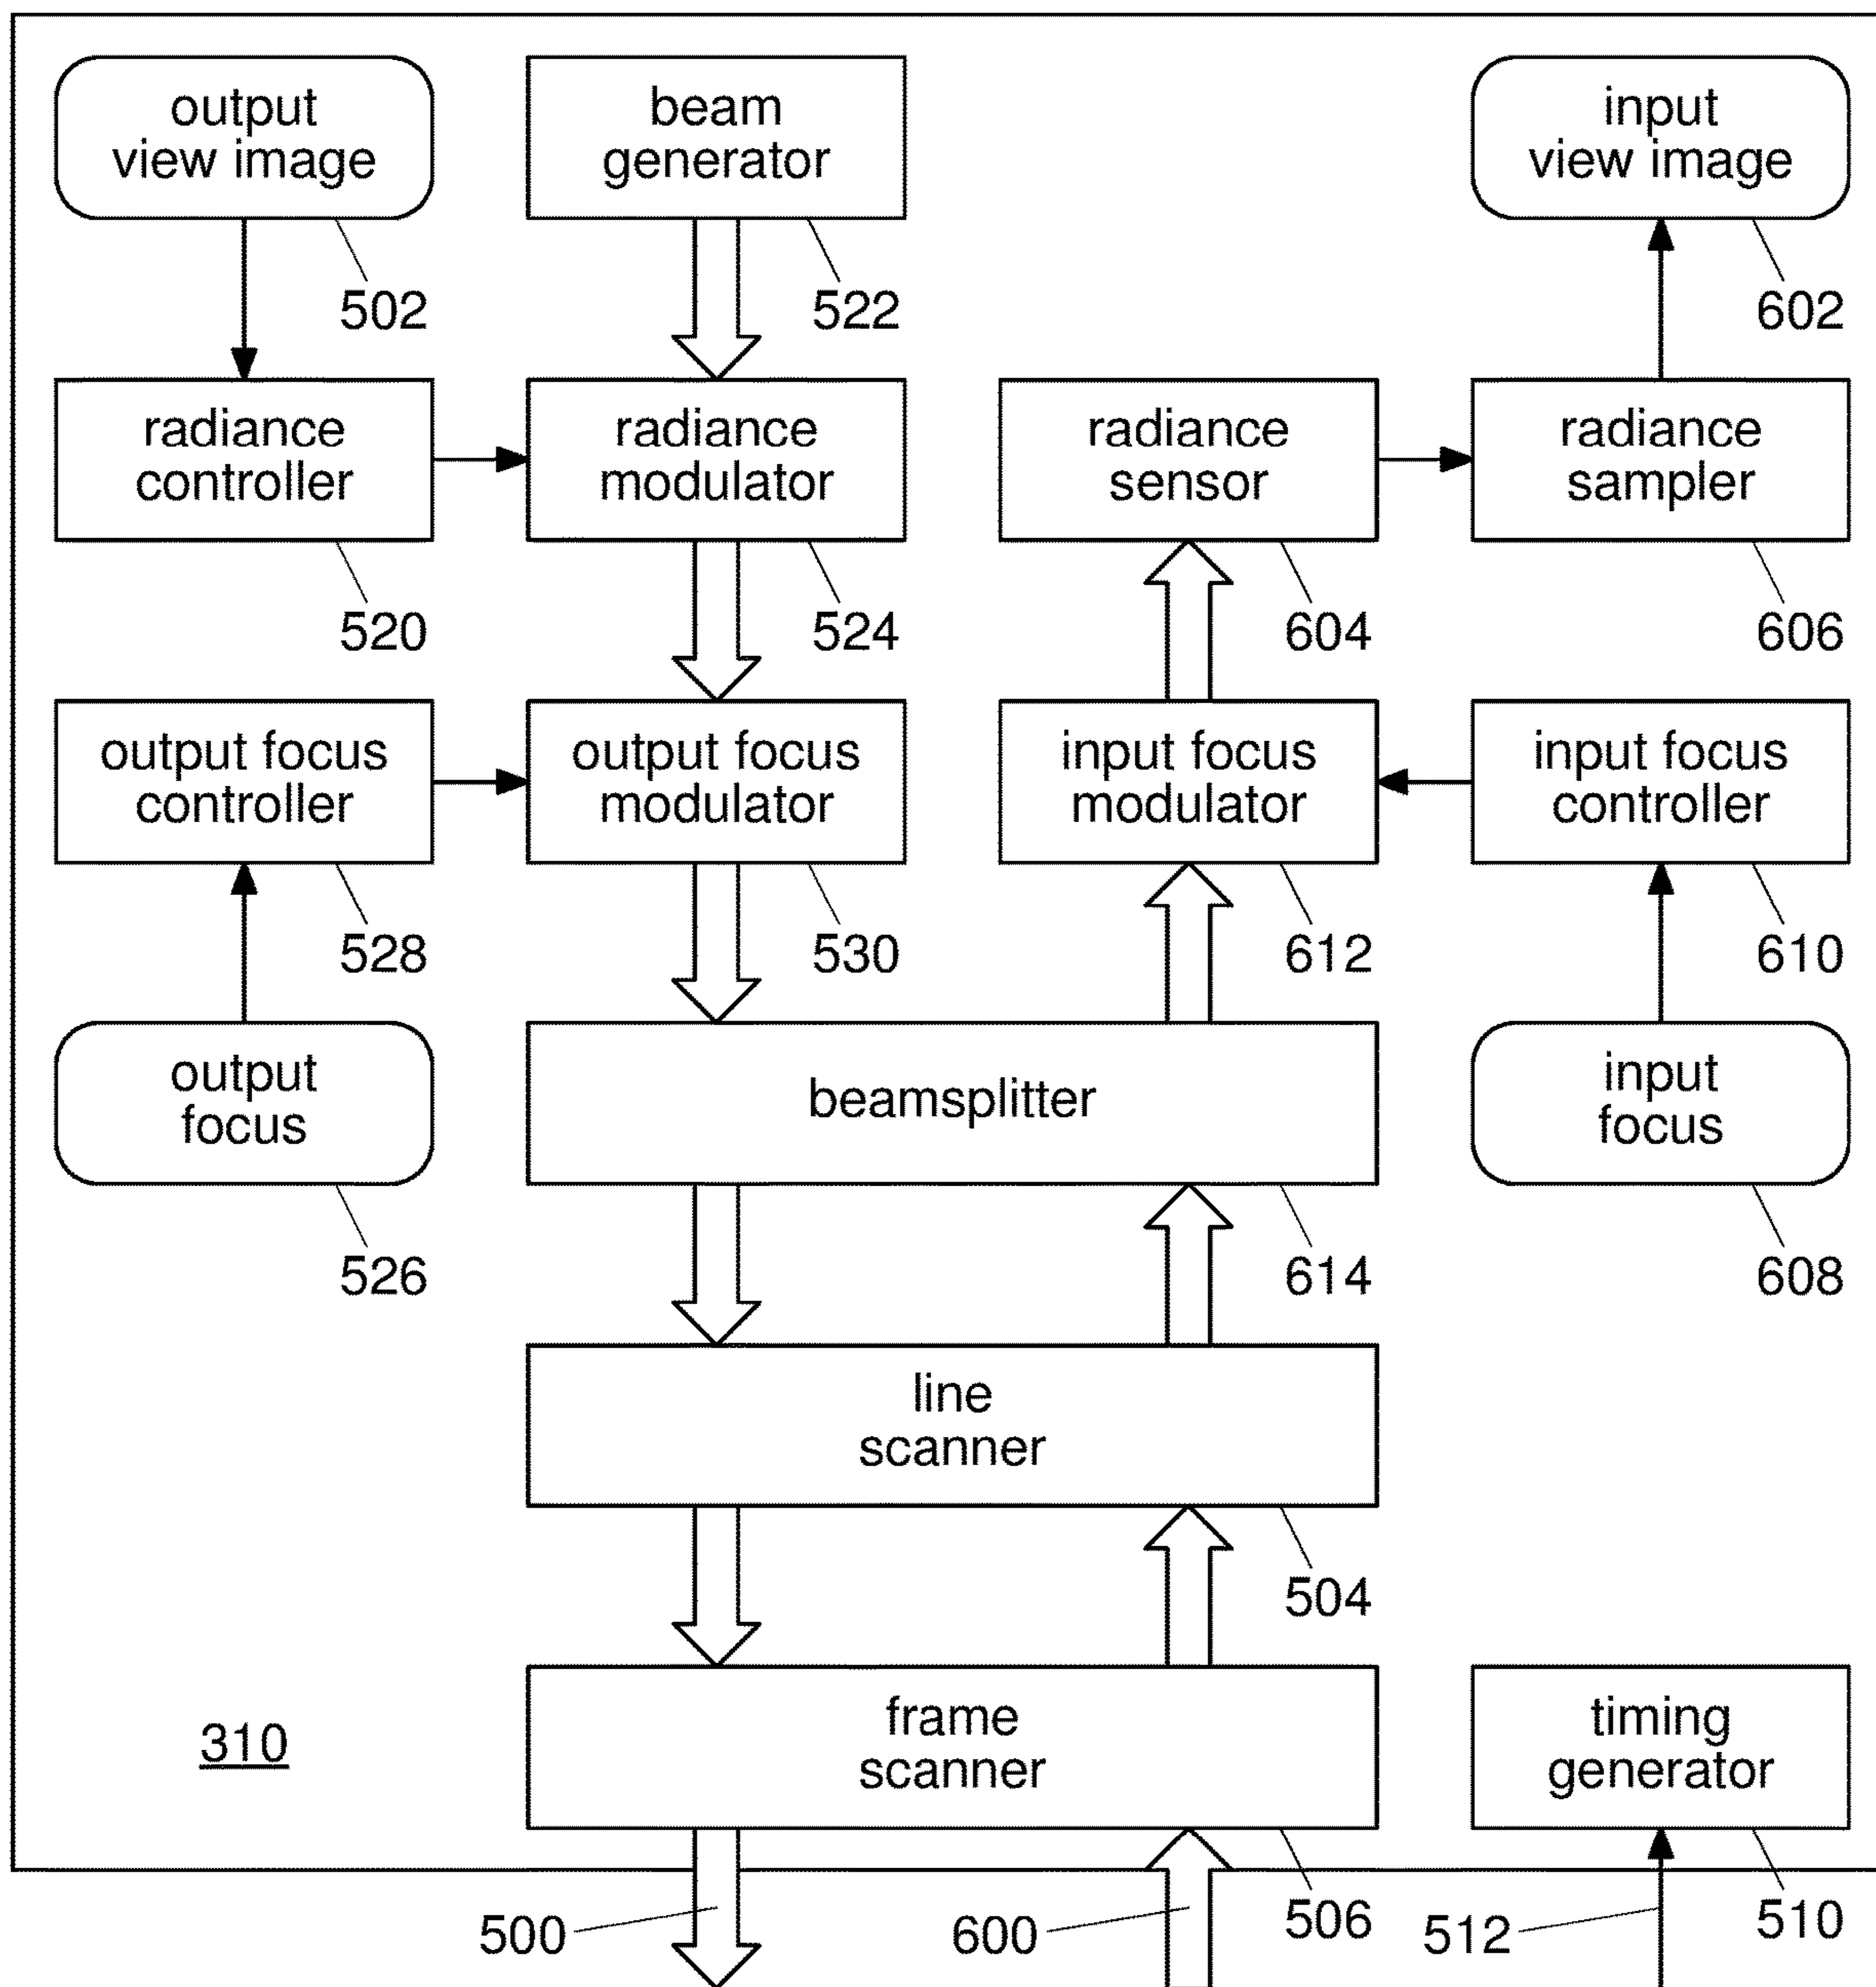 output
view image
beam
generator
input
view image
502
522
602
radiance
controller
radiance
modulator
radiance
sensor
radiance
sampler
520
524
604
606
output focus
controller
output focus
modulator
input focus
modulator
input focus
controller
528
530
612
610
output
focus
beamsplitter
input
focus
526
614
608
line
scanner
504
310
frame
scanner
timing
generator
500
600
506
512
510